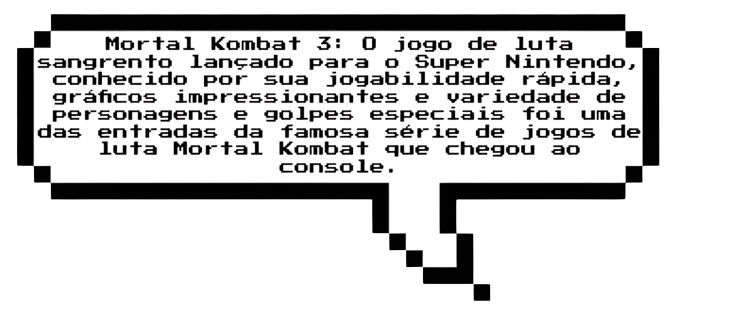 Mortal Kombat 3: O jogo de luta
sangrento lançado para o Super Nintendo,
conhecido por sua jogabilidade rápida,
gráficos impressionantes e variedade de
personagens e golpes especiais foi uma
das entradas da famosa série de jogos de
luta Mortal Kombat que chegou ao
console.